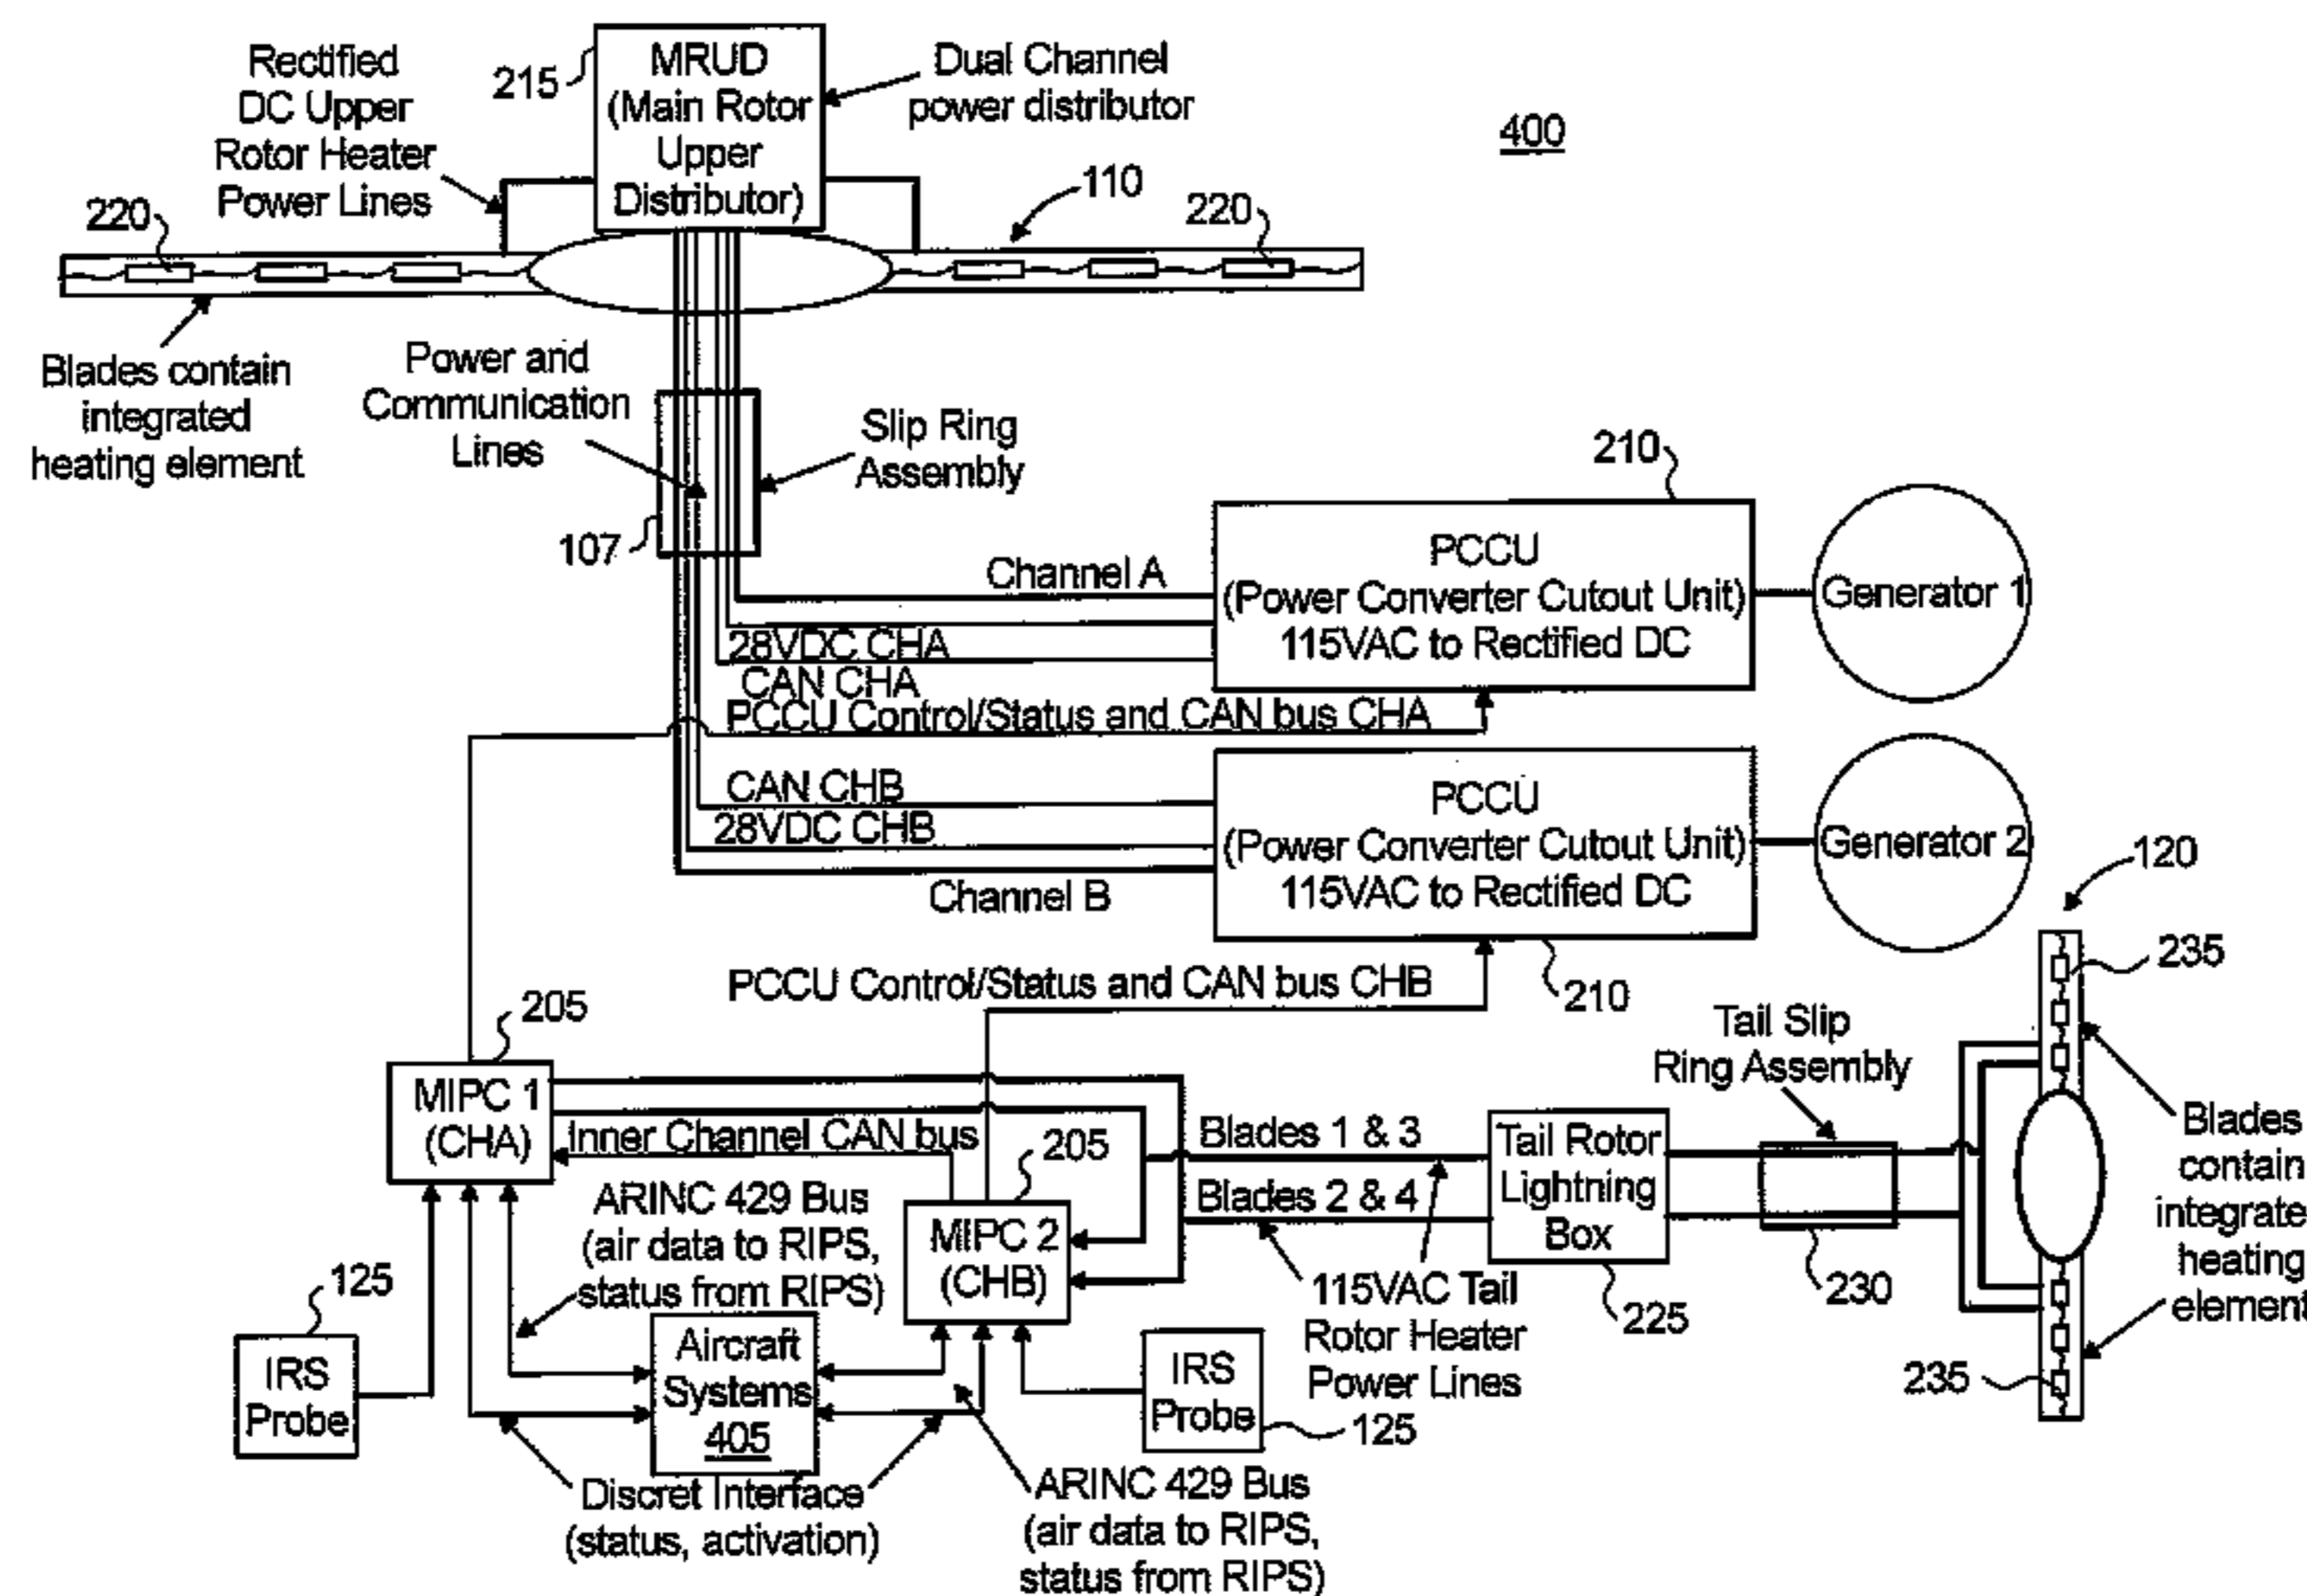 Rectified
DC Upper
Rotor Heater
Power Lines
215
MRUD
(Main Rotor
Upper
Distributor)
Dual Channel
power distributor
400
110
220
220
Blades contain
integrated
heating element
Power and
Communication
Lines
Slip Ring
Assembly
107
210
PCCU
(Power Converter Cutout Unit)
115VAC to Rectified DC
Generator 1
Channel A
28VDC CHA
CAN CHA
PCCU Control/Status and CAN bus CHA
CAN CHB
28VDC CHB
Channel B
PCCU
(Power Converter Cutout Unit)
115VAC to Rectified DC
Generator 2
210
PCCU Control/Status and CAN bus CHB
120
235
205
MIPC 1
(CHA)
Inner Channel CAN bus
205
MIPC 2
(CHB)
Blades 1 & 3
Blades 2 & 4
Tail Rotor
Lightning
Box
225
Tail Slip
Ring Assembly
230
Blades
contain
integrate
heating
element
235
115VAC Tail
Rotor Heater
Power Lines
ARINC 429 Bus
(air data to RIPS,
status from RIPS)
125
IRS
Probe
Aircraft
Systems
405
IRS
Probe
125
Discret Interface
(status, activation)
ARINC 429 Bus
(air data to RIPS,
status from RIPS)